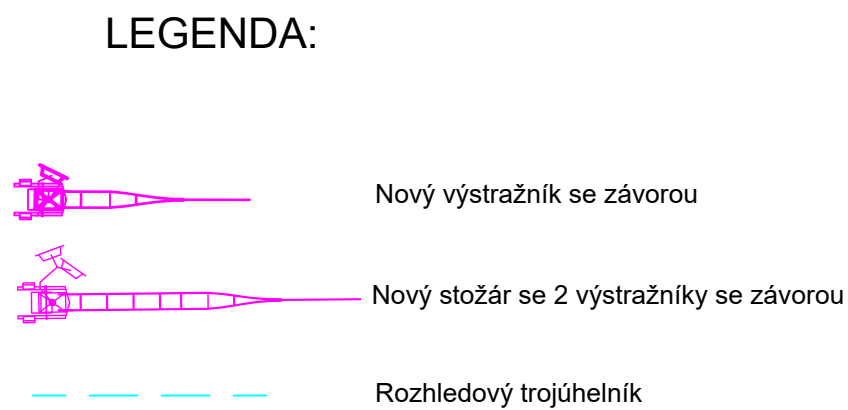 LEGENDA:
Nový výstražník se závorou
Nový stožár se 2 výstražníky se závorou
Rozhledový trojúhelník